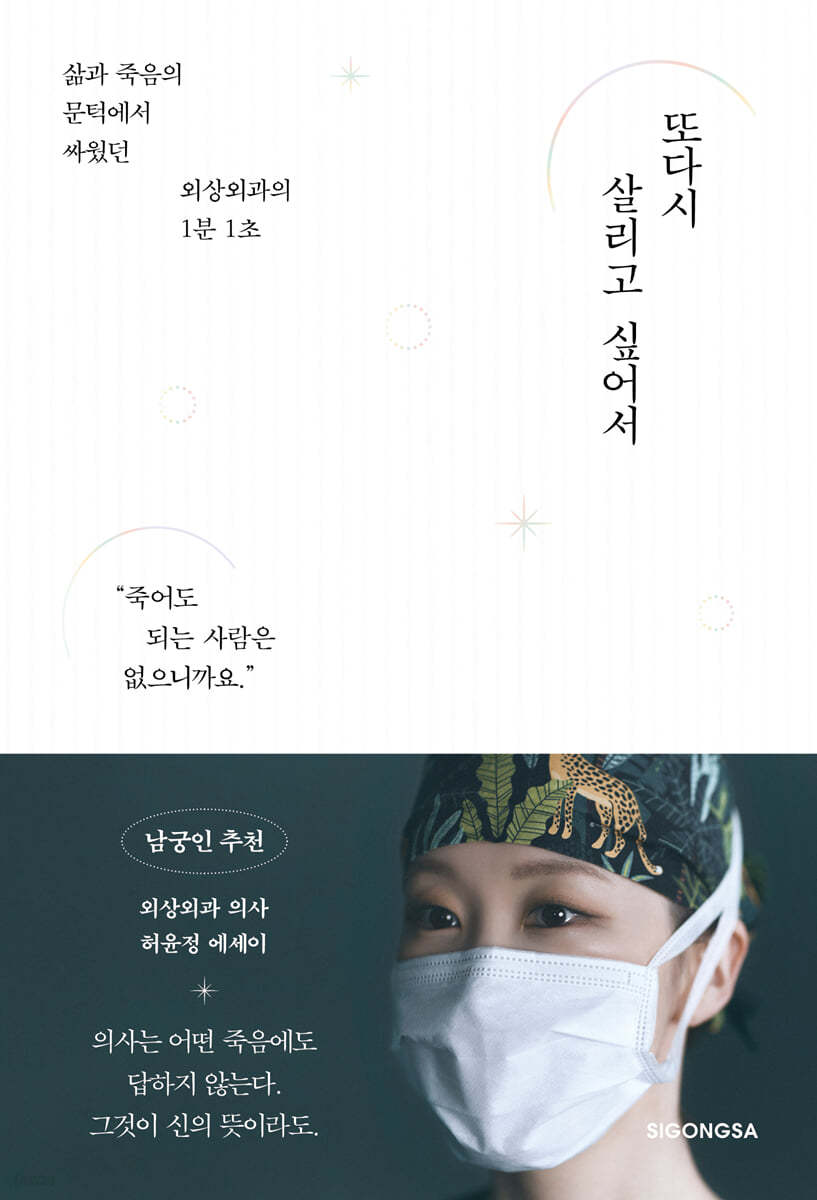 삶과 죽음의
문턱에서
싸웠던
외상외과의
1분 1초
또다시
살리고 싶어서
“죽어도
되는 사람은
없으니까요.”
남궁인 추천
외상외과 의사
허윤정 에세이
의사는 어떤 죽음에도
답하지 않는다.
그것이 신의 뜻이라도.
SIGONGSA